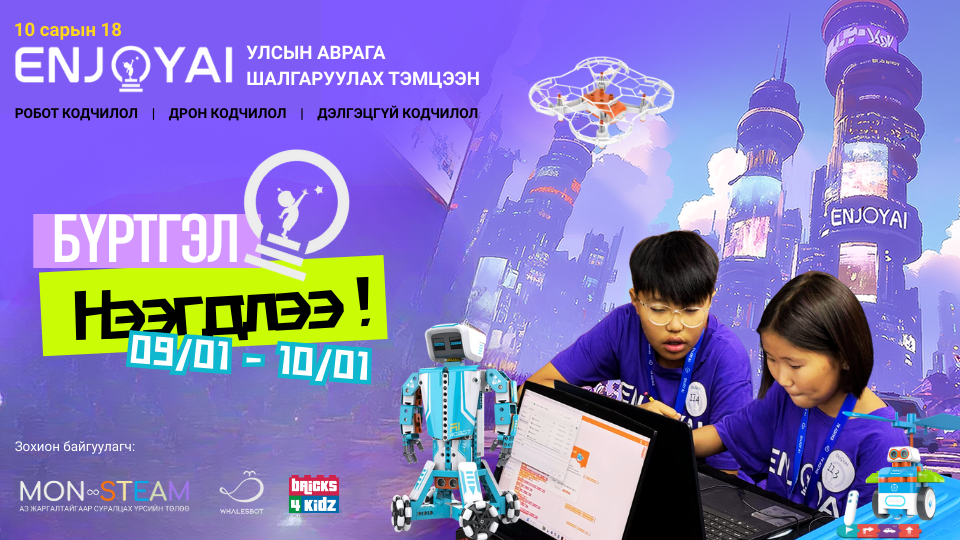 10 сарын 18
ENJOYAI
УЛСЫН АВРАГА
ШАЛГАРУУЛАХ ТЭМЦЭЭН
РОБОТ КОДЧИЛОЛ | ДРОН КОДЧИЛОЛ | ДЭЛГЭЦГҮЙ КОДЧИЛОЛ
БҮРТГЭЛ
Нээгдлээ !
09/01 - 10/01
ENJOYAI
Зохион байгуулагч:
MON∞STEAM
АЗ ЖАРГАЛТАЙГААР СУРАЛЦАХ ҮРСИЙН ТӨЛӨӨ
WHALESBOT
BRICKS
4 KIDZ